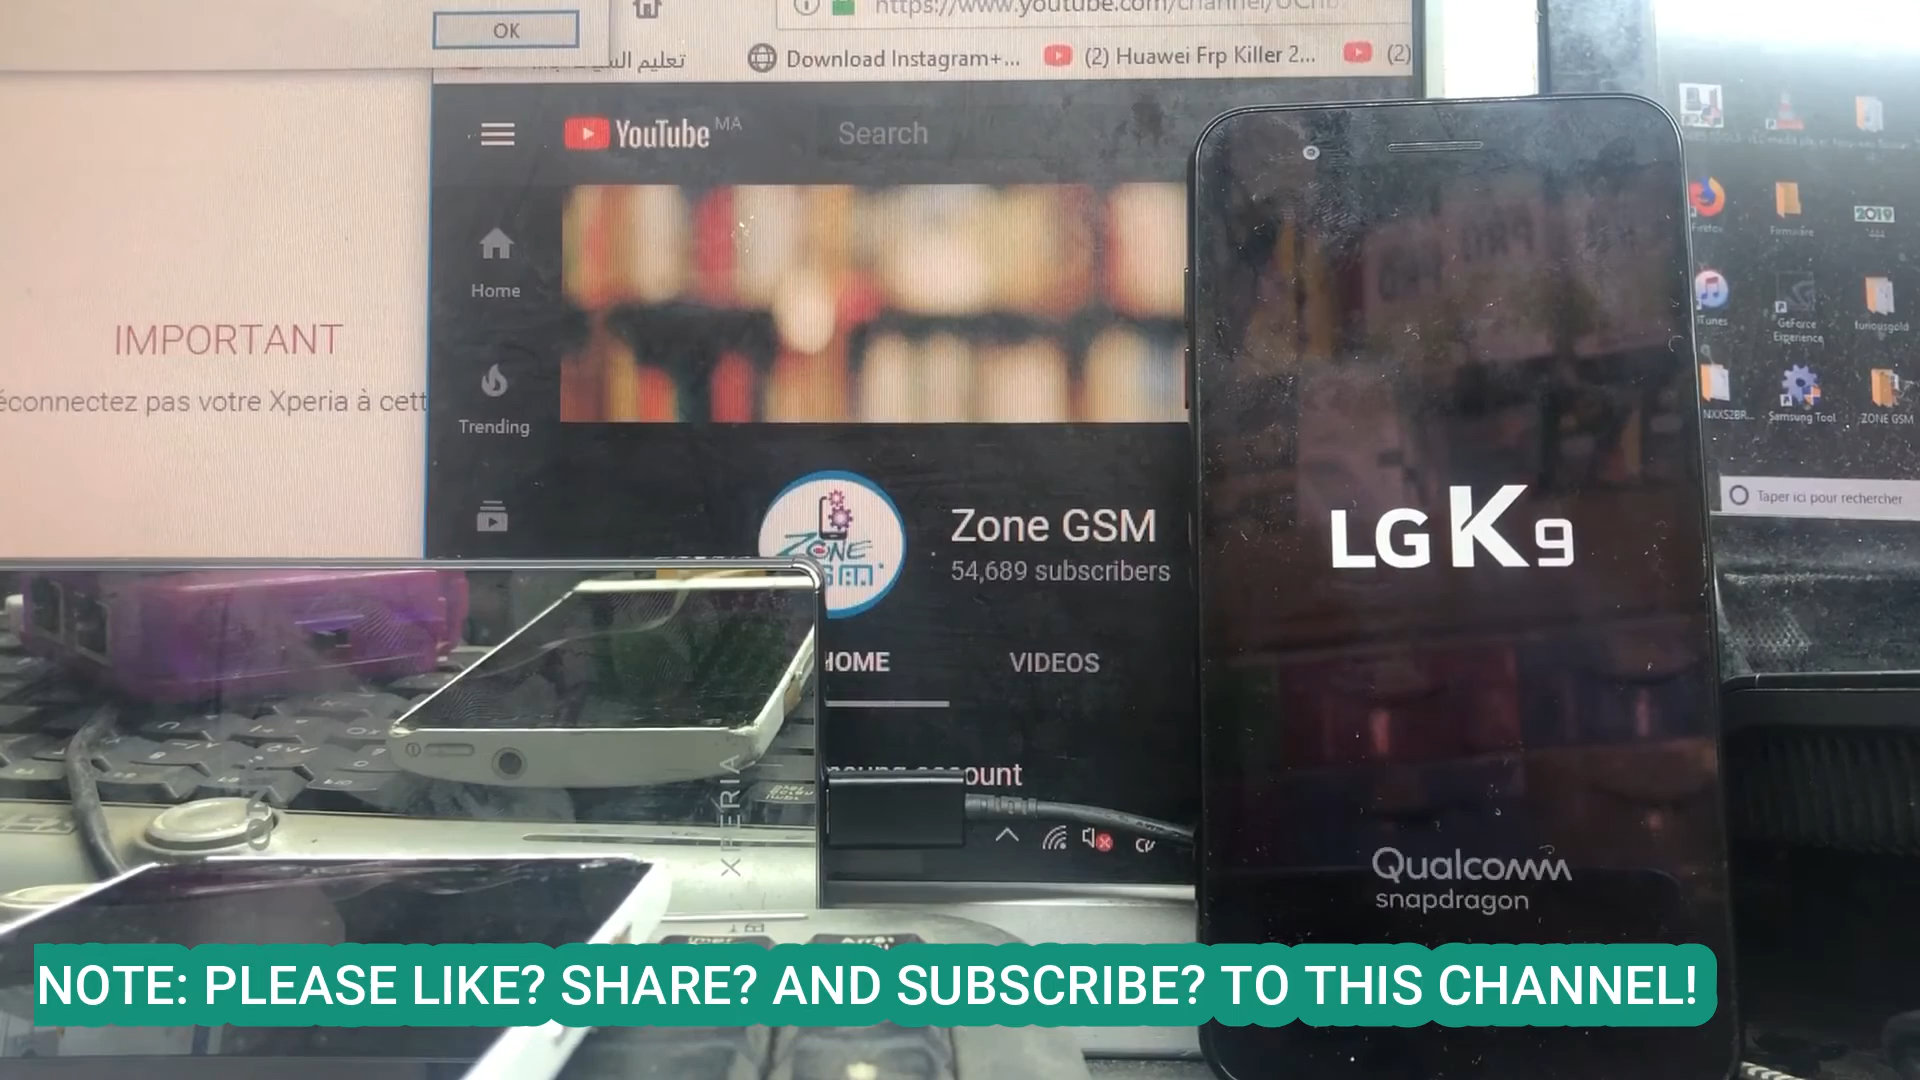 OK
https://www.youtube.com/channel/UCnb
Download Instagram+...
(2) Huawei Frp Killer 2...
(2)
YouTube MA
Search
Home
IMPORTANT
éconnectez pas votre Xperia à cett
Trending
Zone GSM
54,689 subscribers
ZONE
HOME
VIDEOS
ount
XPERIA
LG K9
Qualcomm
snapdragon
Firefox
Firmware
2019
iTunes
GeForce
Experience
furiousgold
Samsung Tool
ZONE GSM
Taper ici pour rechercher
NOTE: PLEASE LIKE? SHARE? AND SUBSCRIBE? TO THIS CHANNEL!